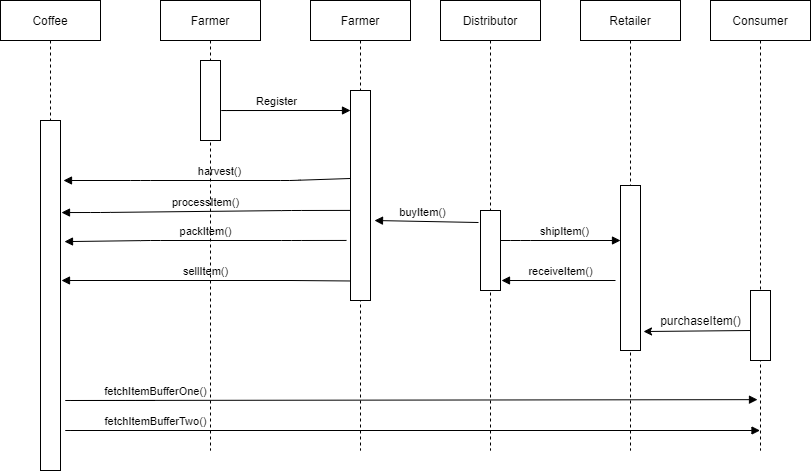 Coffee
Farmer
Farmer
Distributor
Retailer
Consumer
Register
harvest()
processItem()
buyItem()
packItem()
shipItem()
sellItem()
receiveItem()
purchaseItem()
fetchItemBufferOne()
fetchItemBufferTwo()